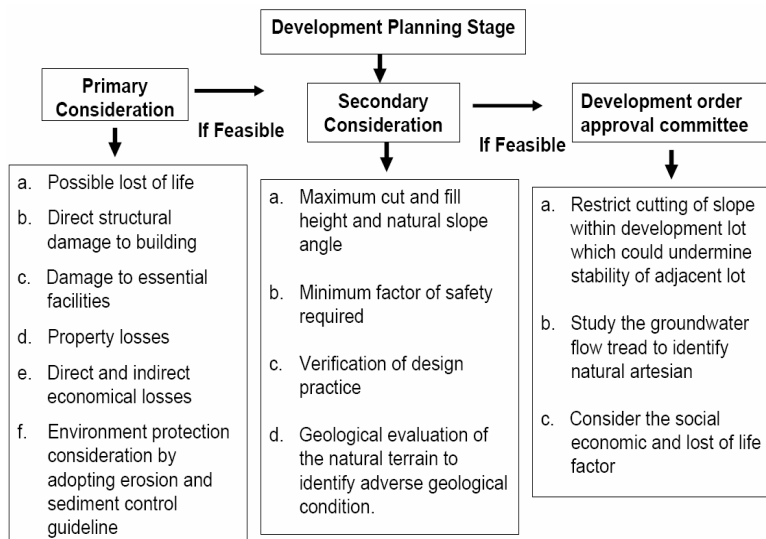 Development Planning Stage
Primary
Consideration
If Feasible
Secondary
Consideration
If Feasible
Development order
approval committee
a. Possible lost of life
b. Direct structural
damage to building
c. Damage to essential
facilities
d. Property losses
e. Direct and indirect
economical losses
f. Environment protection
consideration by
adopting erosion and
sediment control
guideline
a. Maximum cut and fill
height and natural slope
angle
b. Minimum factor of safety
required
c. Verification of design
practice
d. Geological evaluation of
the natural terrain to
identify adverse geological
condition.
a. Restrict cutting of slope
within development lot
which could undermine
stability of adjacent lot
b. Study the groundwater
flow tread to identify
natural artesian
c. Consider the social
economic and lost of life
factor